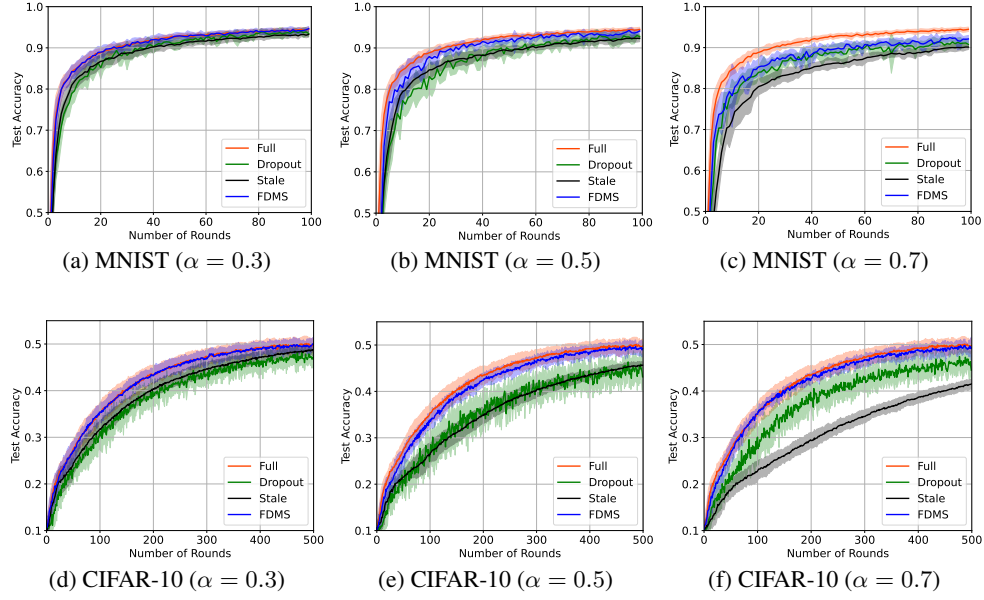 1.0
0.9
0.8
0.7
0.6
0.5
Test Accuracy
0 20 40 60 80 100
Number of Rounds
Full
Dropout
Stale
FDMS
(a) MNIST (α = 0.3)
1.0
0.9
0.8
0.7
0.6
0.5
Test Accuracy
0 20 40 60 80 100
Number of Rounds
Full
Dropout
Stale
FDMS
(b) MNIST (α = 0.5)
1.0
0.9
0.8
0.7
0.6
0.5
Test Accuracy
0 20 40 60 80 100
Number of Rounds
Full
Dropout
Stale
FDMS
(c) MNIST (α = 0.7)
0.5
0.4
0.3
0.2
0.1
Test Accuracy
0 100 200 300 400 500
Number of Rounds
Full
Dropout
Stale
FDMS
(d) CIFAR-10 (α = 0.3)
0.5
0.4
0.3
0.2
0.1
Test Accuracy
0 100 200 300 400 500
Number of Rounds
Full
Dropout
Stale
FDMS
(e) CIFAR-10 (α = 0.5)
0.5
0.4
0.3
0.2
0.1
Test Accuracy
0 100 200 300 400 500
Number of Rounds
Full
Dropout
Stale
FDMS
(f) CIFAR-10 (α = 0.7)